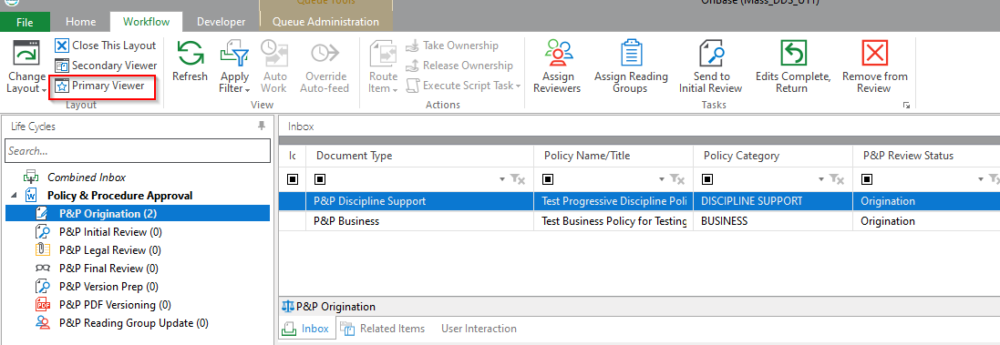 Queue Tools
OnBase (Mass_DDS_UTT)
File Home Workflow Developer Queue Administration
Change Layout
Close This Layout
Secondary Viewer
Primary Viewer
Layout
Refresh
Apply Filter
Auto Work
Override Auto-feed
View
Route Item
Take Ownership
Release Ownership
Execute Script Task
Actions
Assign Reviewers
Assign Reading Groups
Send to Initial Review
Edits Complete, Return
Remove from Review
Tasks
Life Cycles
Search...
Combined Inbox
Policy & Procedure Approval
P&P Origination (2)
P&P Initial Review (0)
P&P Legal Review (0)
P&P Final Review (0)
P&P Version Prep (0)
P&P PDF Versioning (0)
P&P Reading Group Update (0)
Inbox
Document Type Policy Name/Title Policy Category P&P Review Status
P&P Discipline Support Test Progressive Discipline Poli DISCIPLINE SUPPORT Origination
P&P Business Test Business Policy for Testing BUSINESS Origination
P&P Origination
Inbox Related Items User Interaction